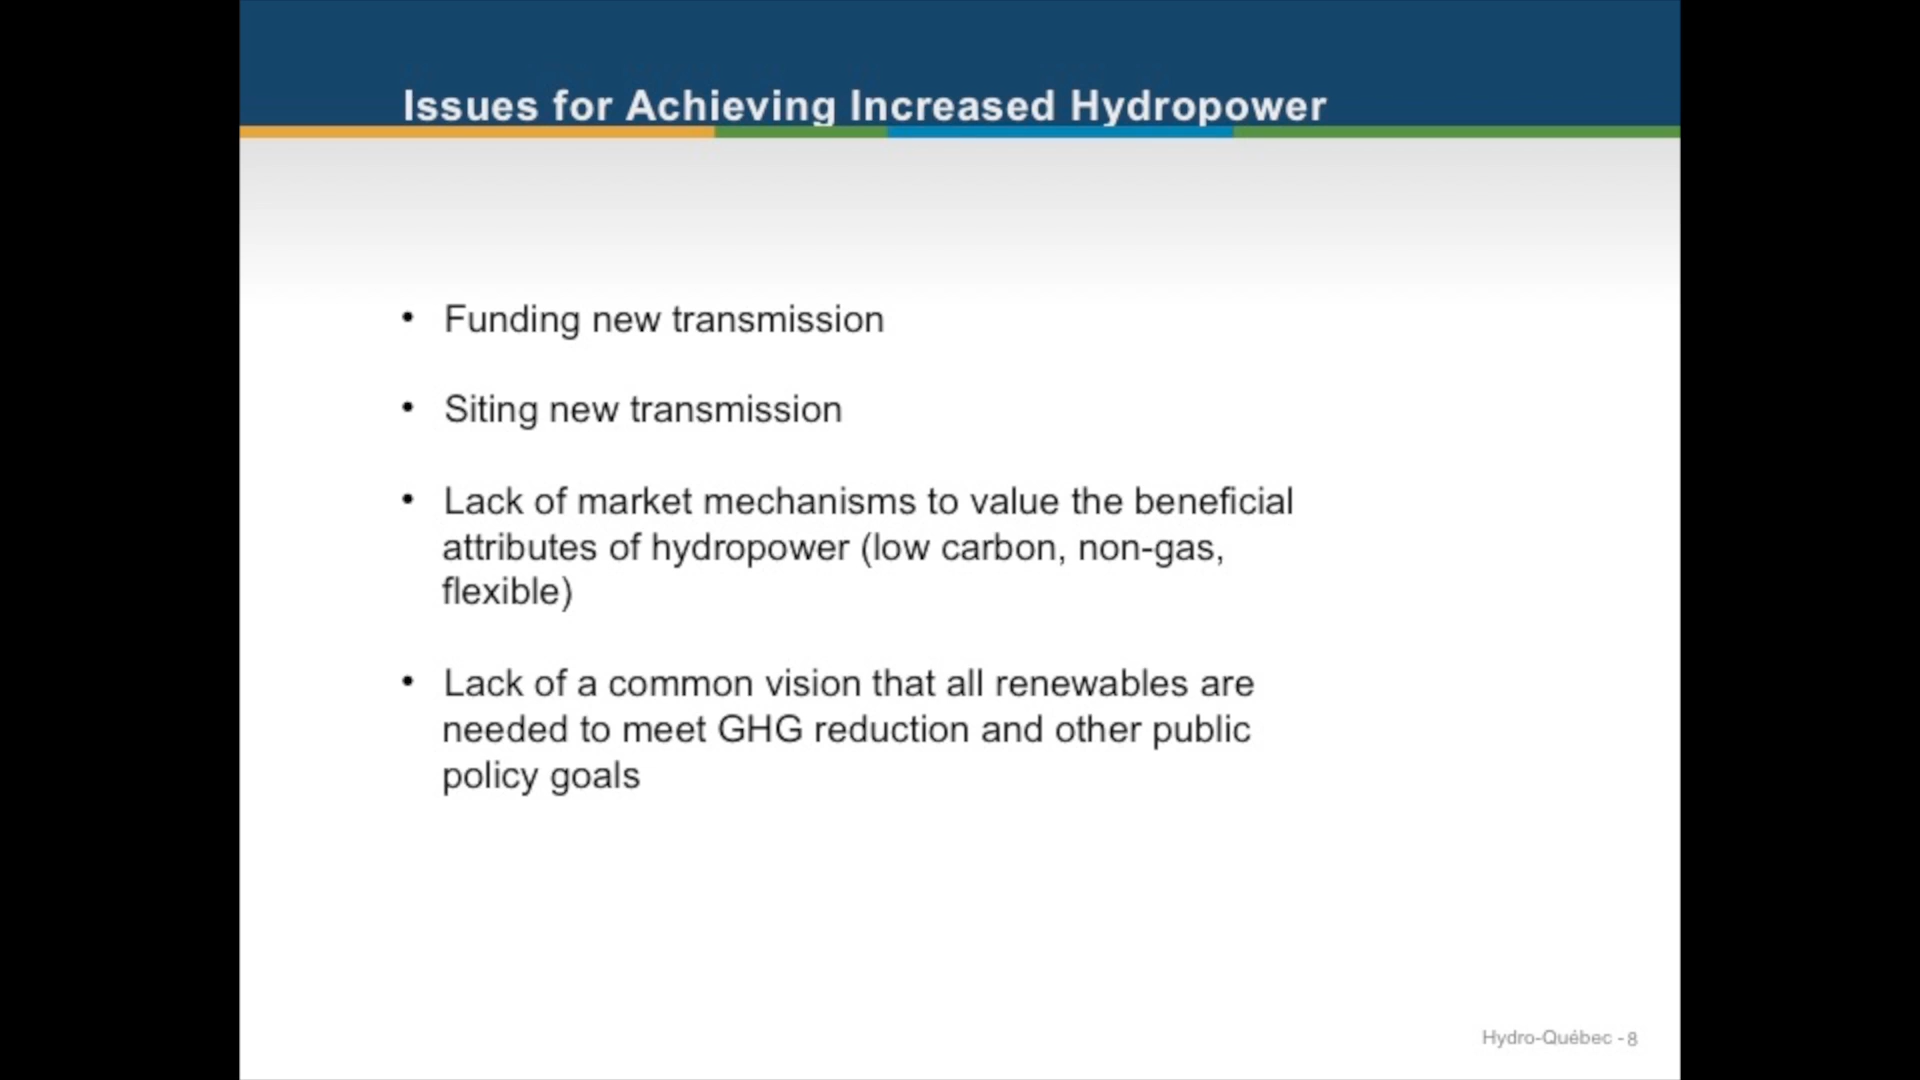 Issues for Achieving Increased Hydropower
• Funding new transmission
• Siting new transmission
• Lack of market mechanisms to value the beneficial
attributes of hydropower (low carbon, non-gas,
flexible)
• Lack of a common vision that all renewables are
needed to meet GHG reduction and other public
policy goals
Hydro-Québec - 8